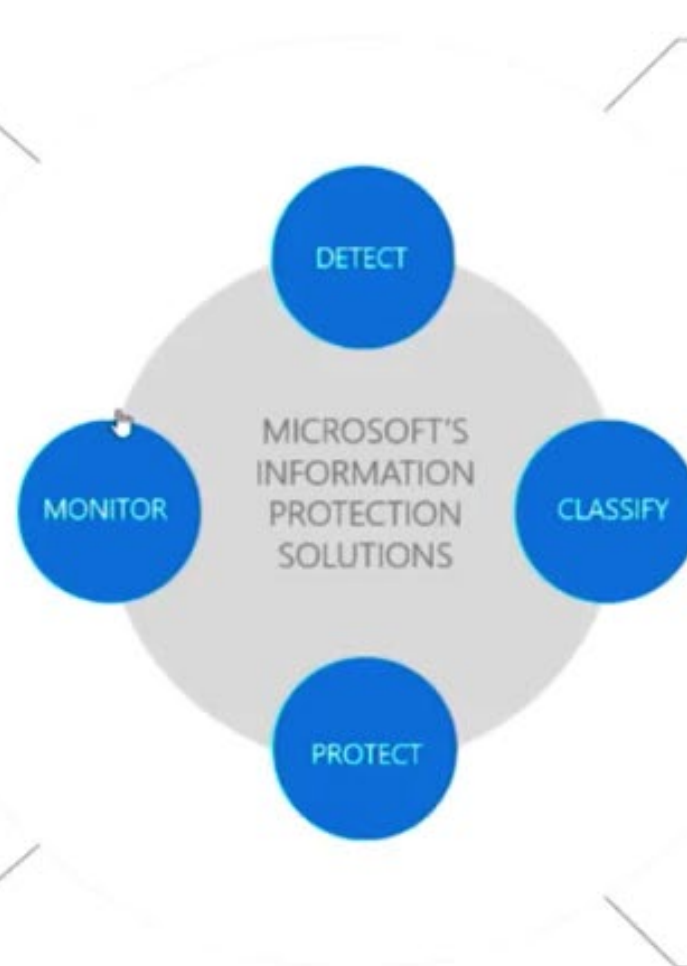 DETECT
MICROSOFT'S
INFORMATION
PROTECTION
SOLUTIONS
MONITOR
CLASSIFY
PROTECT